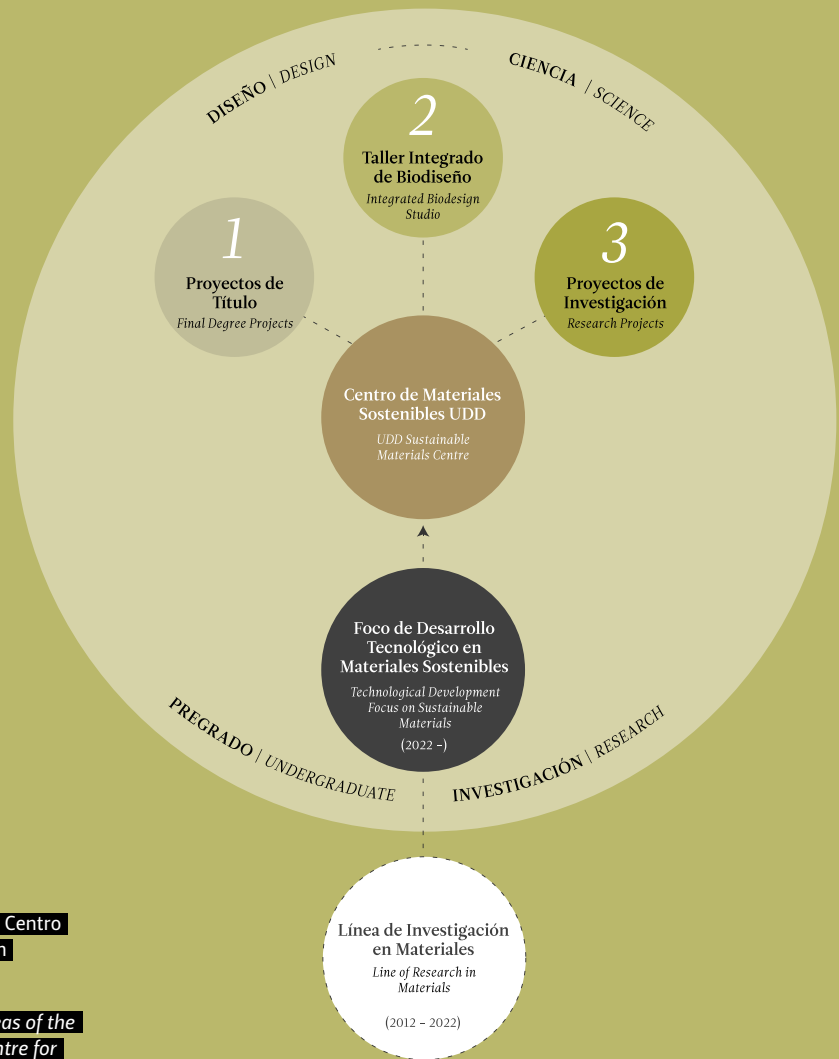 DISEÑO | DESIGN
CIENCIA | SCIENCE
2
Taller Integrado
de Biodiseño
Integrated Biodesign
Studio
1
Proyectos de
Título
Final Degree Projects
3
Proyectos de
Investigación
Research Projects
Centro de Materiales
Sostenibles UDD
UDD Sustainable
Materials Centre
Foco de Desarrollo
Tecnológico en
Materiales Sostenibles
Technological Development
Focus on Sustainable
Materials
(2022 –)
PREGRADO | UNDERGRADUATE
INVESTIGACIÓN | RESEARCH
Línea de Investigación
en Materiales
Line of Research in
Materials
(2012 – 2022)
Centro
of the